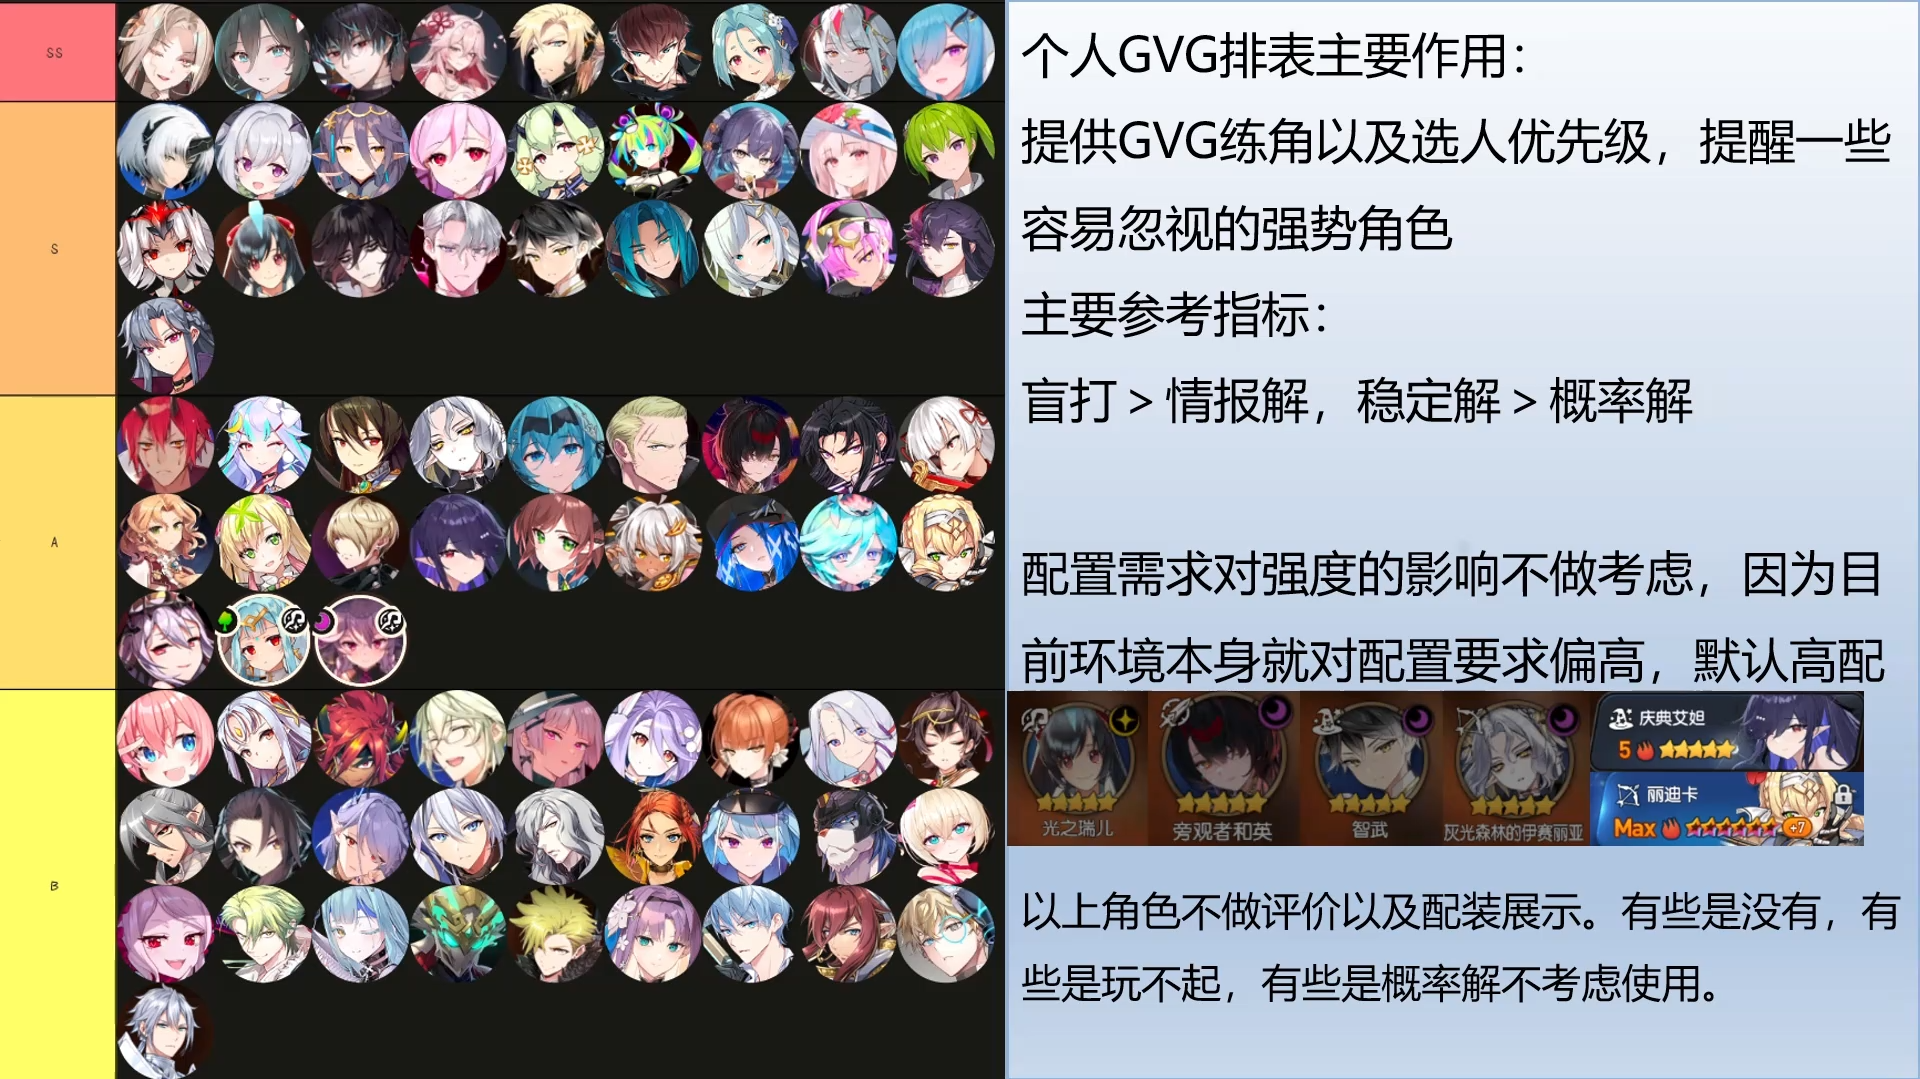 SS
S
A
B
个人GVG排表主要作用：
提供GVG练角以及选人优先级，提醒一些
容易忽视的强势角色
主要参考指标：
盲打＞情报解，稳定解＞概率解
配置需求对强度的影响不做考虑，因为目
前环境本身就对配置要求偏高，默认高配
光之瑞儿
旁观者和英
智武
灰光森林的伊赛丽亚
庆典艾妲
5
丽迪卡
Max
+7
以上角色不做评价以及配装展示。有些是没有，有
些是玩不起，有些是概率解不考虑使用。